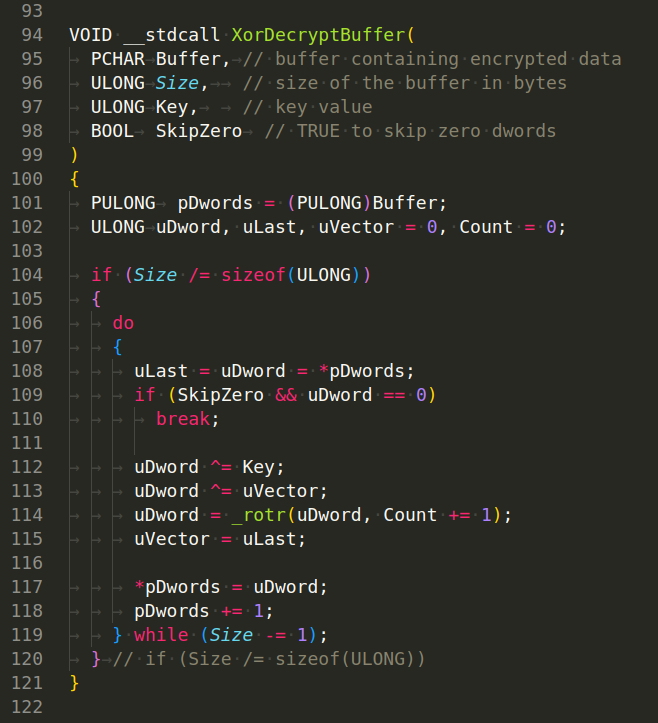 93
94 VOID __stdcall XorDecryptBuffer(
95 PCHAR Buffer, // buffer containing encrypted data
96 ULONG Size, // size of the buffer in bytes
97 ULONG Key, // key value
98 BOOL SkipZero // TRUE to skip zero dwords
99 )
100 {
101 PULONG pDwords = (PULONG)Buffer;
102 ULONG uDword, uLast, uVector = 0, Count = 0;
103
104 if (Size /= sizeof(ULONG))
105 {
106 do
107 {
108 uLast = uDword = *pDwords;
109 if (SkipZero && uDword == 0)
110 break;
111
112 uDword ^= Key;
113 uDword ^= uVector;
114 uDword = _rotr(uDword, Count += 1);
115 uVector = uLast;
116
117 *pDwords = uDword;
118 pDwords += 1;
119 } while (Size -= 1);
120 } // if (Size /= sizeof(ULONG))
121 }
122